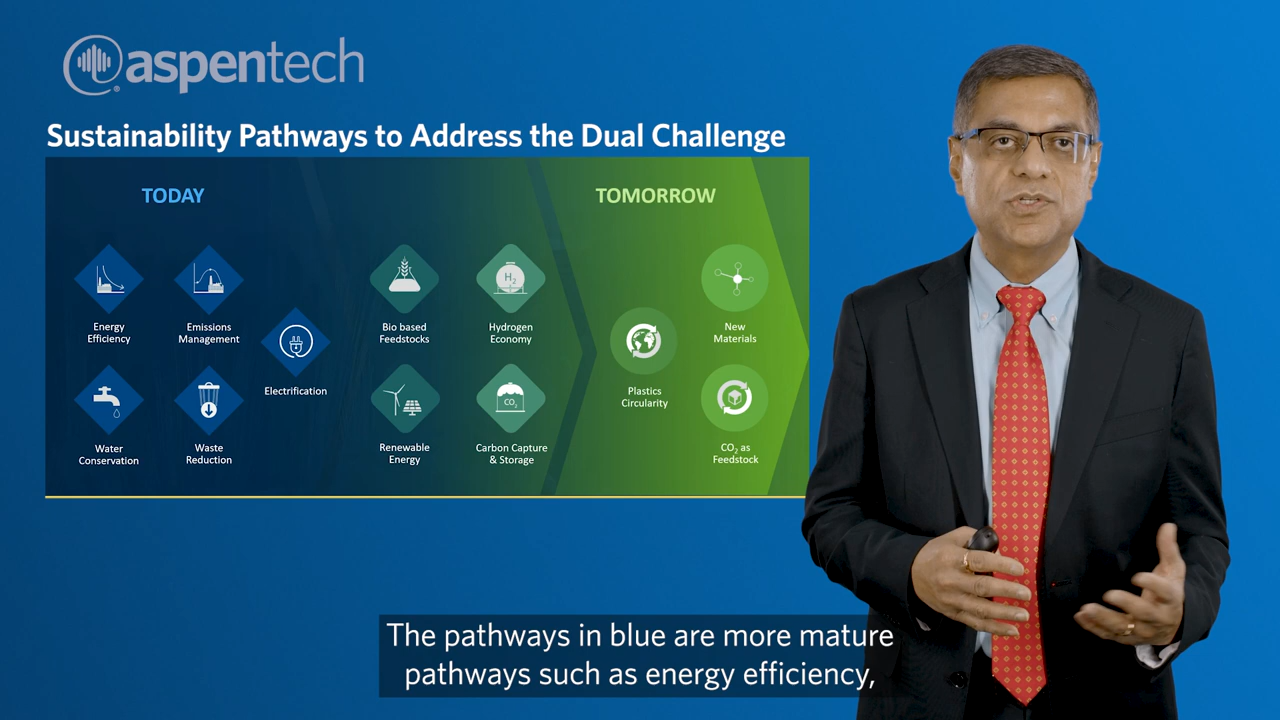 aspentech
Sustainability Pathways to Address the Dual Challenge
TODAY
TOMORROW
Energy
Efficiency
Emissions
Management
Electrification
Water
Conservation
Waste
Reduction
Bio based
Feedstocks
H₂
Hydrogen
Economy
Renewable
Energy
CO₂
Carbon Capture
& Storage
Plastics
Circularity
New
Materials
CO₂ as
Feedstock
The pathways in blue are more mature
pathways such as energy efficiency,